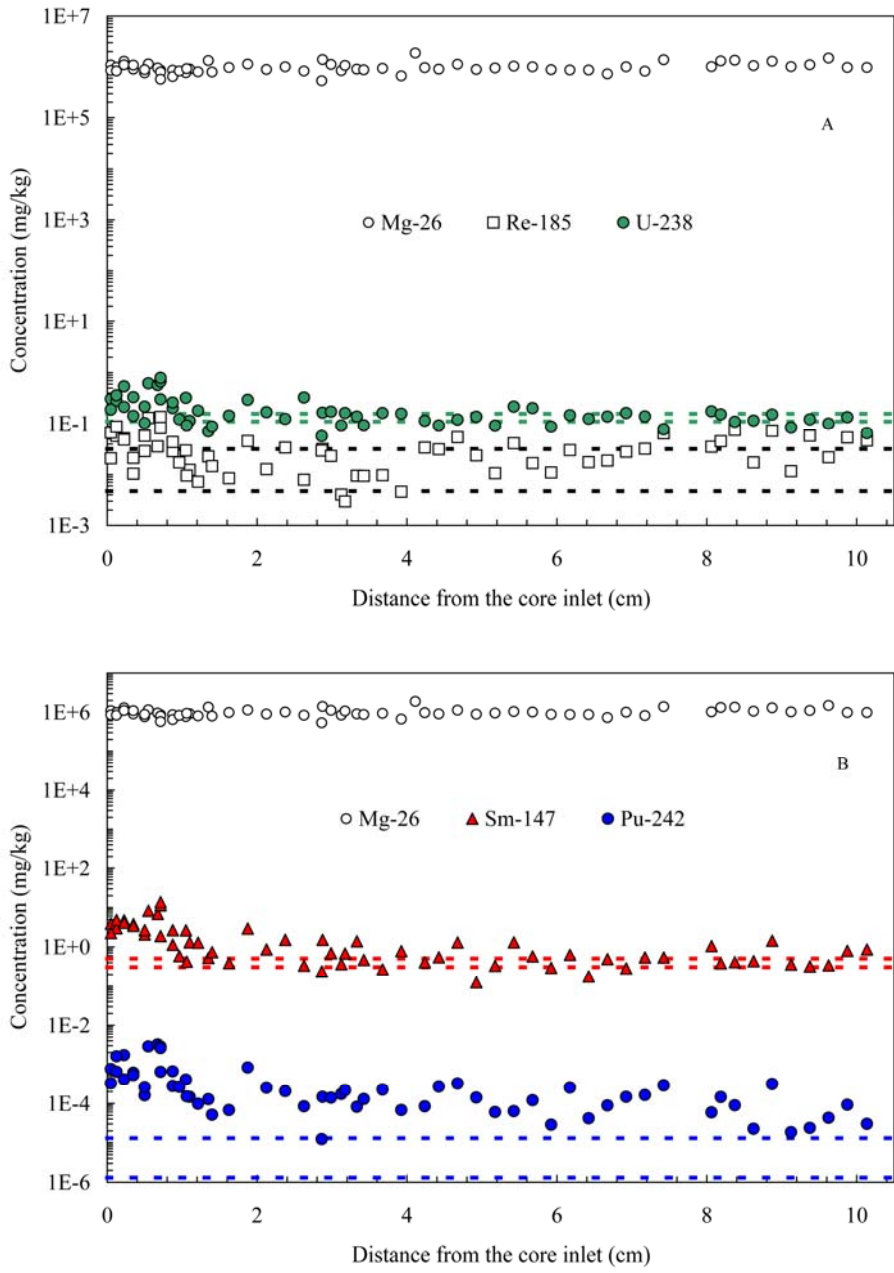 1E+7
1E+5
A
1E+3
Mg-26 Re-185 U-238
1E+1
1E-1
1E-3
Concentration (mg/kg)
0 2 4 6 8 10
Distance from the core inlet (cm)
1E+6
B
1E+4
Mg-26 Sm-147 Pu-242
1E+2
1E+0
1E-2
1E-4
1E-6
Concentration (mg/kg)
0 2 4 6 8 10
Distance from the core inlet (cm)